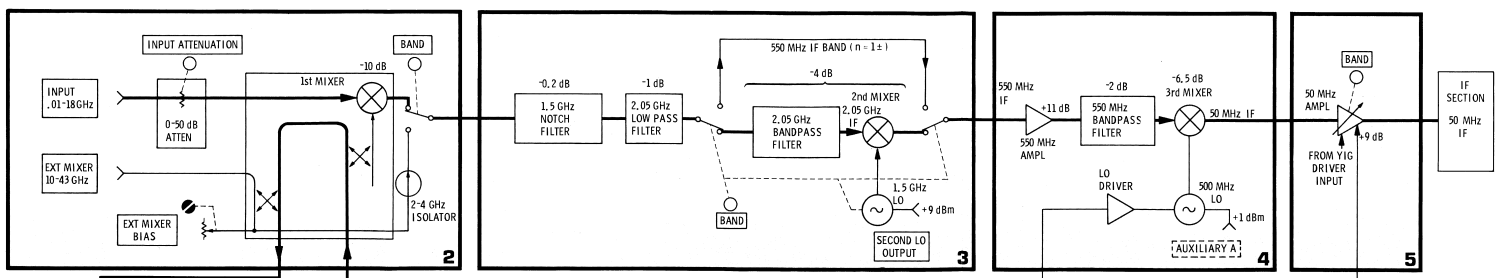 INPUT ATTENUATION
BAND
INPUT
.01-18GHz
1st MIXER
-10 dB
0-50 dB
ATTEN
EXT MIXER
10-43 GHz
2-4 GHz
ISOLATOR
EXT MIXER
BIAS
2
-0.2 dB
1.5 GHz
NOTCH
FILTER
-1 dB
2.05 GHz
LOW PASS
FILTER
550 MHz IF BAND (n = 1±)
-4 dB
2nd MIXER
2.05 GHz
IF
2.05 GHz
BANDPASS
FILTER
BAND
1.5 GHz
LO
+9 dBm
SECOND LO
OUTPUT
3
550 MHz
IF
+11 dB
550 MHz
AMPL
-2 dB
550 MHz
BANDPASS
FILTER
-6.5 dB
3rd MIXER
50 MHz IF
LO
DRIVER
500 MHz
LO
+1 dBm
AUXILIARY A
4
BAND
50 MHz
AMPL
+9 dB
FROM YIG
DRIVER
INPUT
5
IF
SECTION
50 MHz
IF